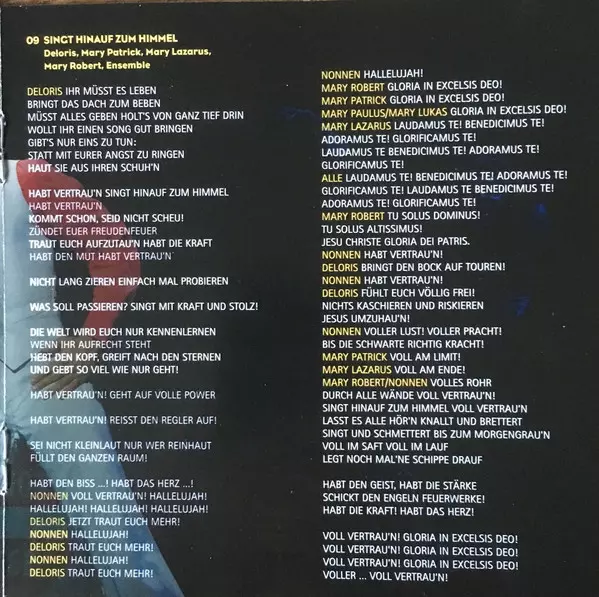 09 SINGT HINAUF ZUM HIMMEL
Deloris, Mary Patrick, Mary Lazarus,
Mary Robert, Ensemble
DELORIS IHR MÜSST ES LEBEN
BRINGT DAS DACH ZUM BEBEN
MÜSST ALLES GEBEN HOLT'S VON GANZ TIEF DRIN
WOLLT IHR EINEN SONG GUT BRINGEN
GIBT'S NUR EINS ZU TUN:
STATT MIT EURER ANGST ZU RINGEN
HAUT SIE AUS IHREN SCHUH'N
HABT VERTRAU'N SINGT HINAUF ZUM HIMMEL
HABT VERTRAU'N
KOMMT SCHON, SEID NICHT SCHEU!
ZÜNDET EUER FREUDENFEUER
TRAUT EUCH AUFZUTAU'N HABT DIE KRAFT
HABT DEN MUT HABT VERTRAU'N
NICHT LANG ZIEREN EINFACH MAL PROBIEREN
WAS SOLL PASSIEREN? SINGT MIT KRAFT UND STOLZ!
DIE WELT WIRD EUCH NUR KENNENLERNEN
WENN IHR AUFRECHT STEHT
HEBT DEN KOPF, GREIFT NACH DEN STERNEN
UND GEBT SO VIEL WIE NUR GEHT!
HABT VERTRAU'N! GEHT AUF VOLLE POWER
HABT VERTRAU'N! REISST DEN REGLER AUF!
SEI NICHT KLEINLAUT NUR WER REINHAUT
FÜLLT DEN GANZEN RAUM!
HABT DEN BISS ...! HABT DAS HERZ ...!
NONNEN VOLL VERTRAU'N! HALLELUJAH!
HALLELUJAH! HALLELUJAH! HALLELUJAH!
DELORIS JETZT TRAUT EUCH MEHR!
NONNEN HALLELUJAH!
DELORIS TRAUT EUCH MEHR!
NONNEN HALLELUJAH!
DELORIS TRAUT EUCH MEHR!
NONNEN HALLELUJAH!
MARY ROBERT GLORIA IN EXCELSIS DEO!
MARY PATRICK GLORIA IN EXCELSIS DEO!
MARY PAULUS/MARY LUKAS GLORIA IN EXCELSIS DEO!
MARY LAZARUS LAUDAMUS TE! BENEDICIMUS TE!
ADORAMUS TE! GLORIFICAMUS TE!
LAUDAMUS TE BENEDICIMUS TE! ADORAMUS TE!
GLORIFICAMUS TE!
ALLE LAUDAMUS TE! BENEDICIMUS TE! ADORAMUS TE!
GLORIFICAMUS TE! LAUDAMUS TE BENEDICIMUS TE!
ADORAMUS TE! GLORIFICAMUS TE!
MARY ROBERT TU SOLUS DOMINUS!
TU SOLUS ALTISSIMUS!
JESU CHRISTE GLORIA DEI PATRIS.
NONNEN HABT VERTRAU'N!
DELORIS BRINGT DEN BOCK AUF TOUREN!
NONNEN HABT VERTRAU'N!
DELORIS FÜHLT EUCH VÖLLIG FREI!
NICHTS KASCHIEREN UND RISKIEREN
JESUS UMZUHAU'N!
NONNEN VOLLER LUST! VOLLER PRACHT!
BIS DIE SCHWARTE RICHTIG KRACHT!
MARY PATRICK VOLL AM LIMIT!
MARY LAZARUS VOLL AM ENDE!
MARY ROBERT/NONNEN VOLLES ROHR
DURCH ALLE WÄNDE VOLL VERTRAU'N!
SINGT HINAUF ZUM HIMMEL VOLL VERTRAU'N
LASST ES ALLE HÖR'N KNALLT UND BRETTERT
SINGT UND SCHMETTERT BIS ZUM MORGENGRAU'N
VOLL IM SAFT VOLL IM LAUF
LEGT NOCH MAL'NE SCHIPPE DRAUF
HABT DEN GEIST, HABT DIE STÄRKE
SCHICKT DEN ENGELN FEUERWERKE!
HABT DIE KRAFT! HABT DAS HERZ!
VOLL VERTRAU'N! GLORIA IN EXCELSIS DEO!
VOLL VERTRAU'N! GLORIA IN EXCELSIS DEO!
VOLL VERTRAU'N! GLORIA IN EXCELSIS DEO!
VOLLER ... VOLL VERTRAU'N!